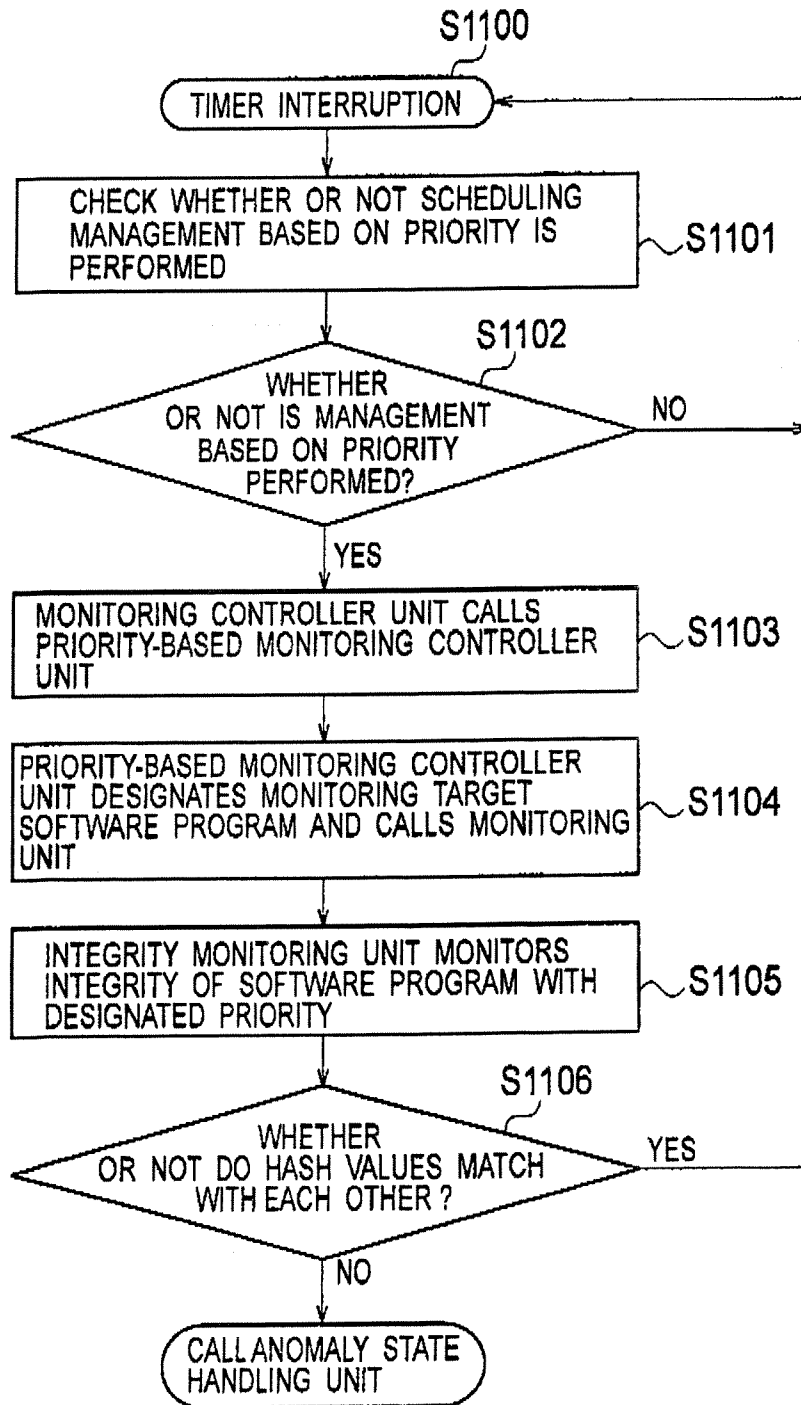 S1100
TIMER INTERRUPTION
CHECK WHETHER OR NOT SCHEDULING
MANAGEMENT BASED ON PRIORITY IS
PERFORMED
S1101
S1102
WHETHER
OR NOT IS MANAGEMENT
BASED ON PRIORITY
PERFORMED?
NO
YES
MONITORING CONTROLLER UNIT CALLS
PRIORITY-BASED MONITORING CONTROLLER
UNIT
S1103
PRIORITY-BASED MONITORING CONTROLLER
UNIT DESIGNATES MONITORING TARGET
SOFTWARE PROGRAM AND CALLS MONITORING
UNIT
S1104
INTEGRITY MONITORING UNIT MONITORS
INTEGRITY OF SOFTWARE PROGRAM WITH
DESIGNATED PRIORITY
S1105
S1106
WHETHER
OR NOT DO HASH VALUES MATCH
WITH EACH OTHER?
YES
NO
CALL ANOMALY STATE
HANDLING UNIT